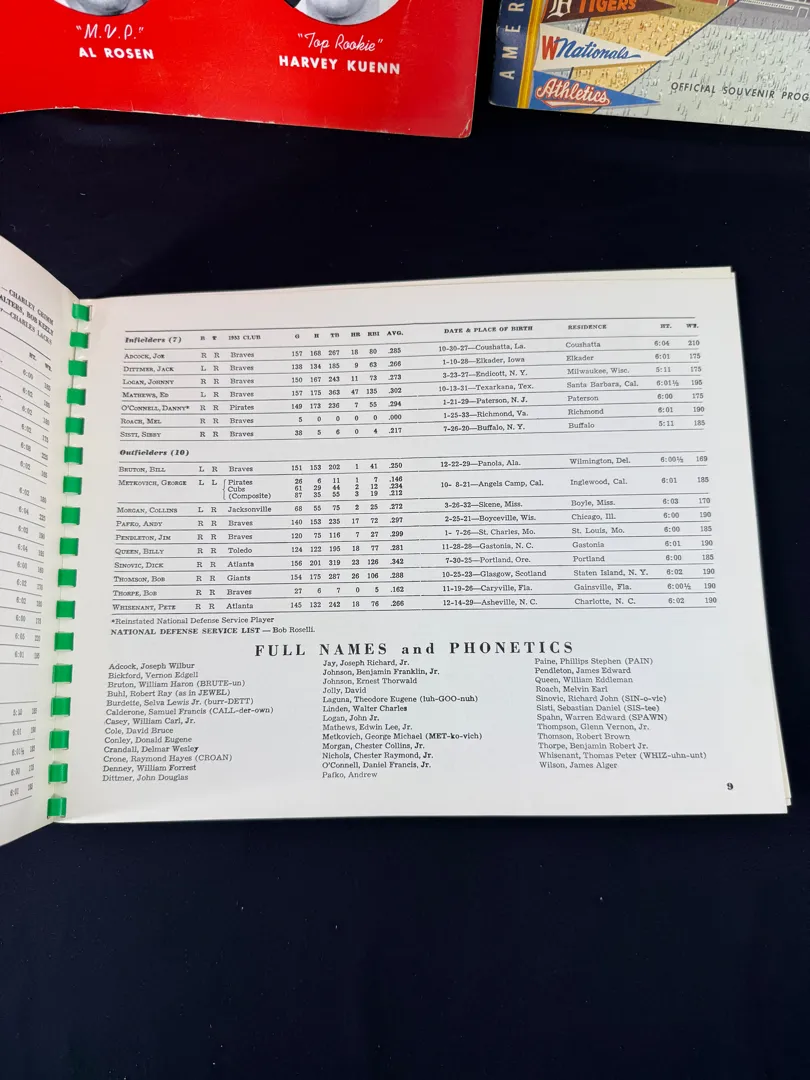 "M.V.P."
AL ROSEN
"Top Rookie"
HARVEY KUENN
AMER
D TIGERS
W Nationals
Athletics
OFFICIAL SOUVENIR PROG
— CHARLEY GRIMM
ALTERS, BOB KEELY
—CHARLES LACKS
HT. WT.
Infielders (7) B T 1953 CLUB G H TB HR RBI AVG. DATE & PLACE OF BIRTH RESIDENCE HT. WT.
ADCOCK, JOE R R Braves 157 168 267 18 80 .285 10-30-27—Coushatta, La. Coushatta 6:04 210
DITTMER, JACK L R Braves 138 134 185 9 63 .266 1-10-28—Elkader, Iowa Elkader 6:01 175
LOGAN, JOHNNY R R Braves 150 167 243 11 73 .273 3-23-27—Endicott, N. Y. Milwaukee, Wisc. 5:11 175
MATHEWS, ED L R Braves 157 175 363 47 135 .302 10-13-31—Texarkana, Tex. Santa Barbara, Cal. 6:01½ 195
O'CONNELL, DANNY* R R Pirates 149 173 236 7 55 .294 1-21-29—Paterson, N. J. Paterson 6:00 175
ROACH, MEL R R Braves 5 0 0 0 0 .000 1-25-33—Richmond, Va. Richmond 6:01 190
SISTI, SIBBY R R Braves 38 5 6 0 4 .217 7-26-20—Buffalo, N. Y. Buffalo 5:11 185
Outfielders (10)
BRUTON, BILL L R Braves 151 153 202 1 41 .250 12-22-29—Panola, Ala. Wilmington, Del. 6:00½ 169
METKOVICH, GEORGE L L Pirates 26 6 11 1 7 .146 10- 8-21—Angels Camp, Cal. Inglewood, Cal. 6:01 185
Cubs 61 29 44 2 12 .234
(Composite) 87 35 55 3 19 .212
MORGAN, COLLINS L R Jacksonville 68 55 75 2 25 .272 3-26-32—Skene, Miss. Boyle, Miss. 6:03 170
PAFKO, ANDY R R Braves 140 153 235 17 72 .297 2-25-21—Boyceville, Wis. Chicago, Ill. 6:00 190
PENDLETON, JIM R R Braves 120 75 116 7 27 .299 1- 7-26—St. Charles, Mo. St. Louis, Mo. 6:00 185
QUEEN, BILLY R R Toledo 124 122 195 18 77 .281 11-28-28—Gastonia, N. C. Gastonia 6:01 190
SINOVIC, DICK R R Atlanta 156 201 319 23 126 .342 7-30-25—Portland, Ore. Portland 6:00 185
THOMSON, BOB R R Giants 154 175 287 26 106 .288 10-25-23—Glasgow, Scotland Staten Island, N. Y. 6:02 190
THORPE, BOB R R Braves 27 6 7 0 5 .162 11-19-26—Caryville, Fla. Gainsville, Fla. 6:00½ 190
WHISENANT, PETE R R Atlanta 145 132 242 18 76 .266 12-14-29—Asheville, N. C. Charlotte, N. C. 6:02 190
*Reinstated National Defense Service Player
NATIONAL DEFENSE SERVICE LIST — Bob Roselli.
FULL NAMES and PHONETICS
Adcock, Joseph Wilbur
Bickford, Vernon Edgell
Bruton, William Haron (BRUTE-un)
Buhl, Robert Ray (as in JEWEL)
Burdette, Selva Lewis Jr. (burr-DETT)
Calderone, Samuel Francis (CALL-der-own)
Casey, William Carl, Jr.
Cole, David Bruce
Conley, Donald Eugene
Crandall, Delmar Wesley
Crone, Raymond Hayes (CROAN)
Denney, William Forrest
Dittmer, John Douglas
Jay, Joseph Richard, Jr.
Johnson, Benjamin Franklin, Jr.
Johnson, Ernest Thorwald
Jolly, David
Laguna, Theodore Eugene (luh-GOO-nuh)
Linden, Walter Charles
Logan, John Jr.
Mathews, Edwin Lee, Jr.
Metkovich, George Michael (MET-ko-vich)
Morgan, Chester Collins, Jr.
Nichols, Chester Raymond, Jr.
O'Connell, Daniel Francis, Jr.
Pafko, Andrew
Paine, Phillips Stephen (PAIN)
Pendleton, James Edward
Queen, William Eddleman
Roach, Melvin Earl
Sinovic, Richard John (SIN-o-vic)
Sisti, Sebastian Daniel (SIS-tee)
Spahn, Warren Edward (SPAWN)
Thompson, Glenn Vernon, Jr.
Thomson, Robert Brown
Thorpe, Benjamin Robert Jr.
Whisenant, Thomas Peter (WHIZ-uhn-unt)
Wilson, James Alger
9